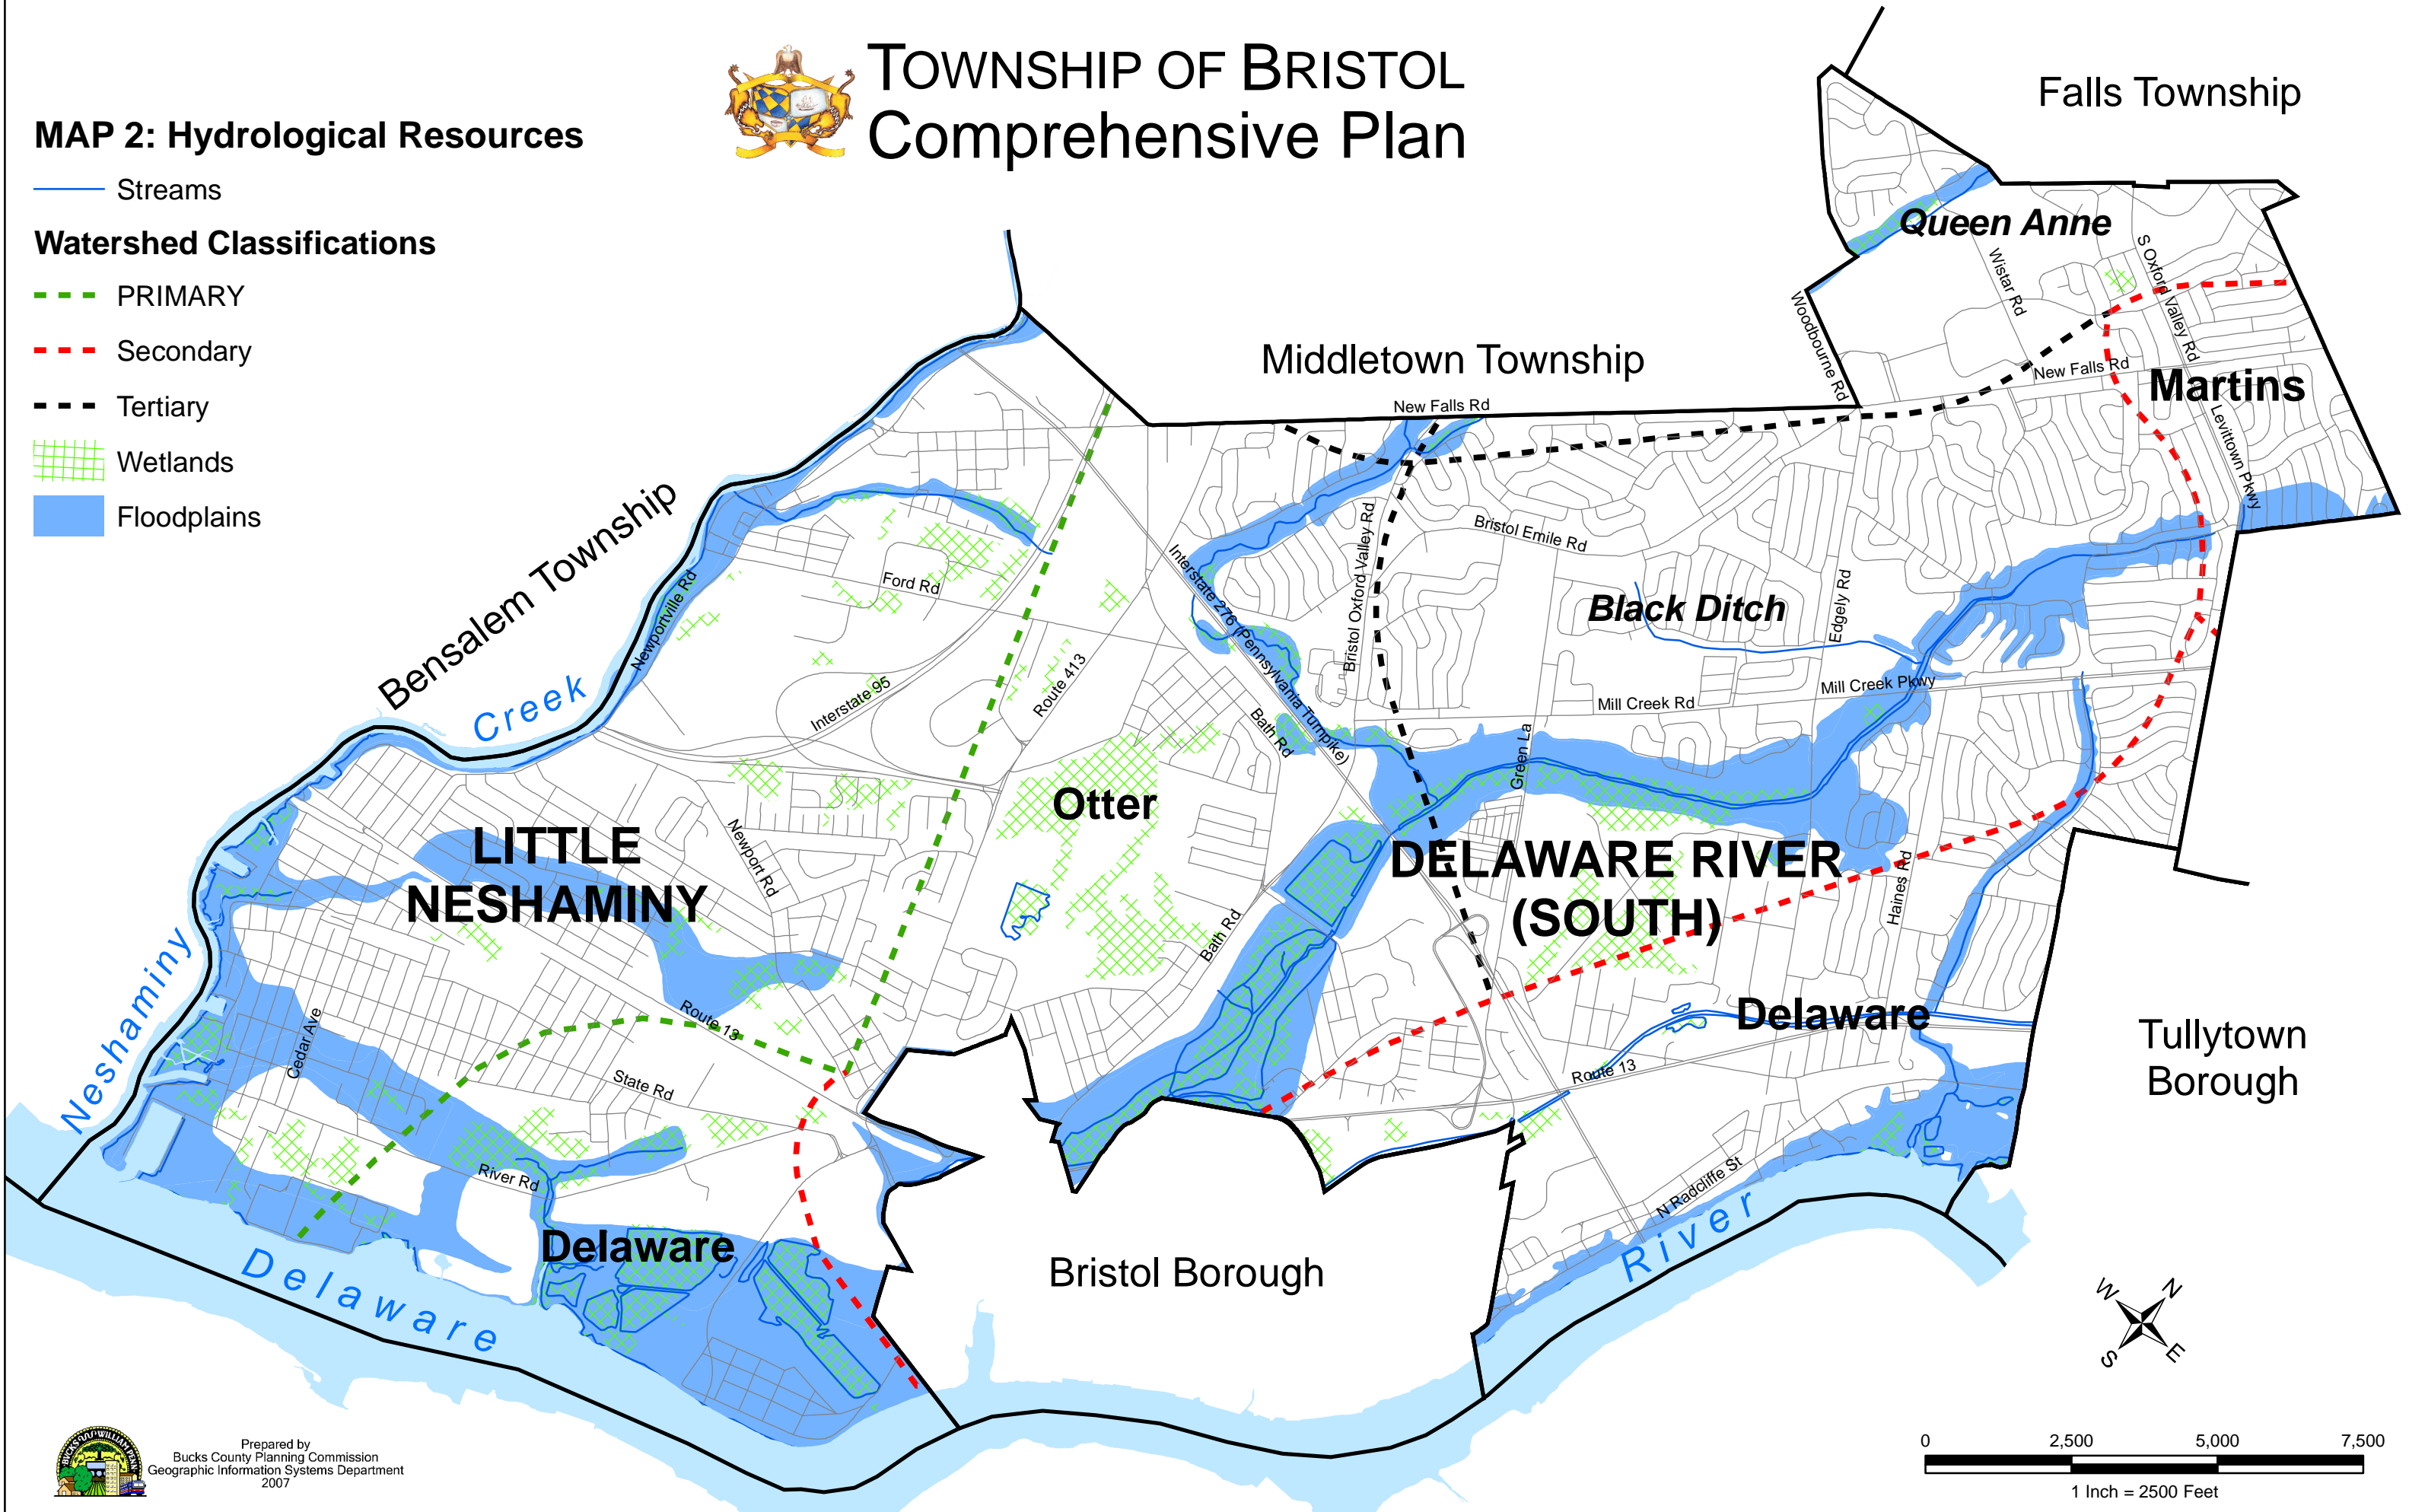 TOWNSHIP OF BRISTOL
Comprehensive Plan
MAP 2: Hydrological Resources
Streams
Watershed Classifications
PRIMARY
Secondary
Tertiary
Wetlands
Floodplains
Falls Township
Queen Anne
S Oxford Valley Rd
Wistar Rd
Woodbourne Rd
Middletown Township
New Falls Rd
Martins
New Falls Rd
Levittown Pkwy
Bensalem Township
Bristol Emile Rd
Interstate 276 (Pennsylvania Turnpike)
Bristol Oxford Valley Rd
Ford Rd
Newportville Rd
Black Ditch
Edgely Rd
Creek
Interstate 95
Route 413
Mill Creek Pkwy
Mill Creek Rd
Bath Rd
Green La
Otter
LITTLE
NESHAMINY
Newport Rd
DELAWARE RIVER
(SOUTH)
Haines Rd
Bath Rd
Neshaminy
Route 13
Cedar Ave
State Rd
Delaware
Route 13
Tullytown
Borough
River Rd
N Radcliffe St
Delaware
Delaware
Bristol Borough
River
W
N
S
E
Prepared by
Bucks County Planning Commission
Geographic Information Systems Department
2007
0 2,500 5,000 7,500
1 Inch = 2500 Feet